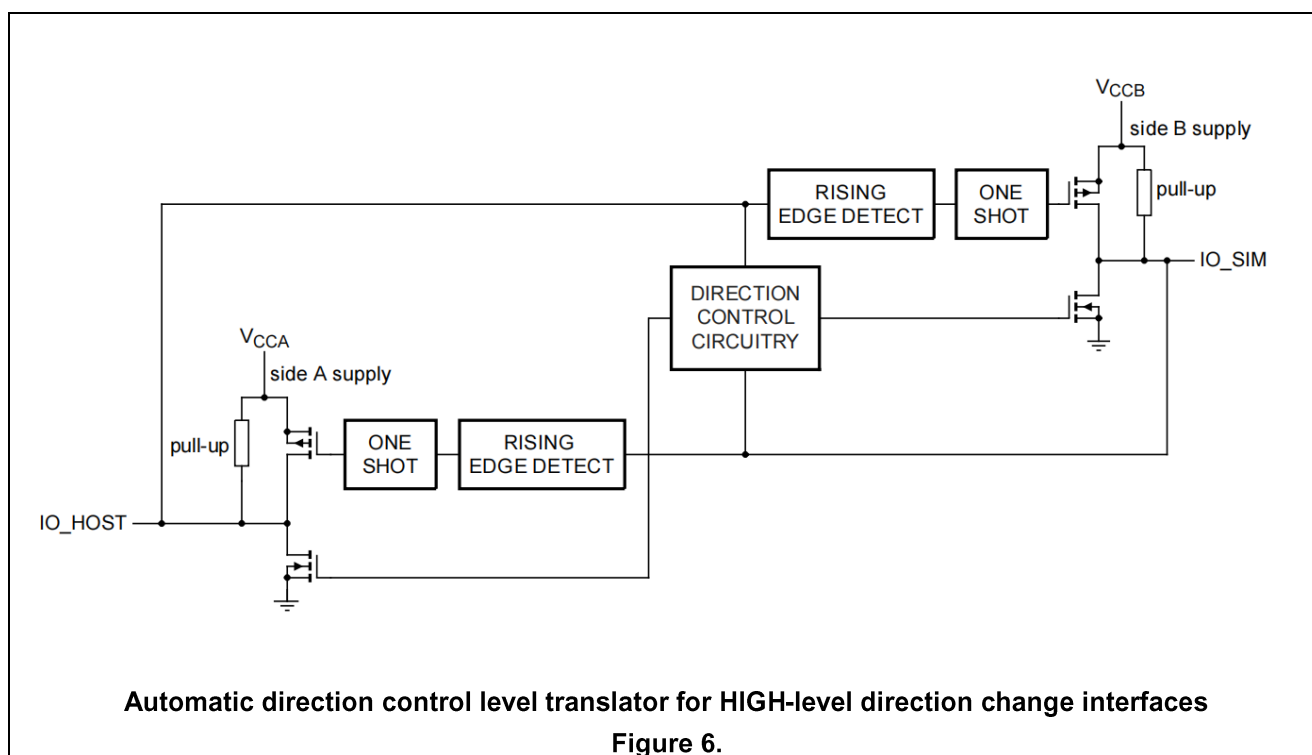 VCCB
side B supply
RISING
EDGE DETECT
ONE
SHOT
pull-up
IO_SIM
DIRECTION
CONTROL
CIRCUITRY
VCCA
side A supply
pull-up
ONE
SHOT
RISING
EDGE DETECT
IO_HOST
Automatic direction control level translator for HIGH-level direction change interfaces
Figure 6.